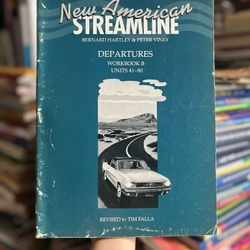 New American
STREAMLINE
BERNARD HARTLEY & PETER VINEY
DEPARTURES
WORKBOOK B
UNITS 41–80
REVISED BY TIM FALLA